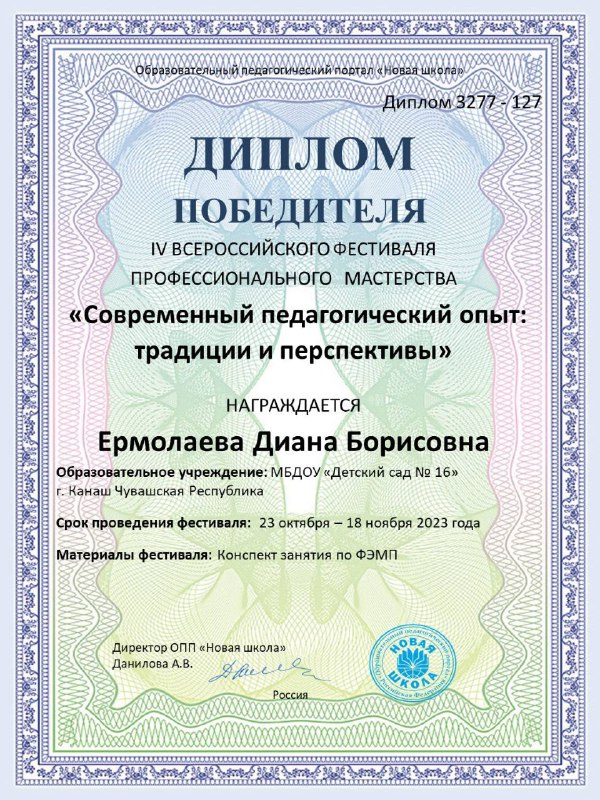 Образовательный педагогический портал «Новая школа»
Диплом 3277 - 127
ДИПЛОМ
ПОБЕДИТЕЛЯ
IV ВСЕРОССИЙСКОГО ФЕСТИВАЛЯ
ПРОФЕССИОНАЛЬНОГО МАСТЕРСТВА
«Современный педагогический опыт:
традиции и перспективы»
НАГРАЖДАЕТСЯ
Ермолаева Диана Борисовна
Образовательное учреждение: МБДОУ «Детский сад № 16»
г. Канаш Чувашская Республика
Срок проведения фестиваля: 23 октября – 18 ноября 2023 года
Материалы фестиваля: Конспект занятия по ФЭМП
Директор ОПП «Новая школа»
Данилова А.В.
Россия
НОВАЯ
ШКОЛА